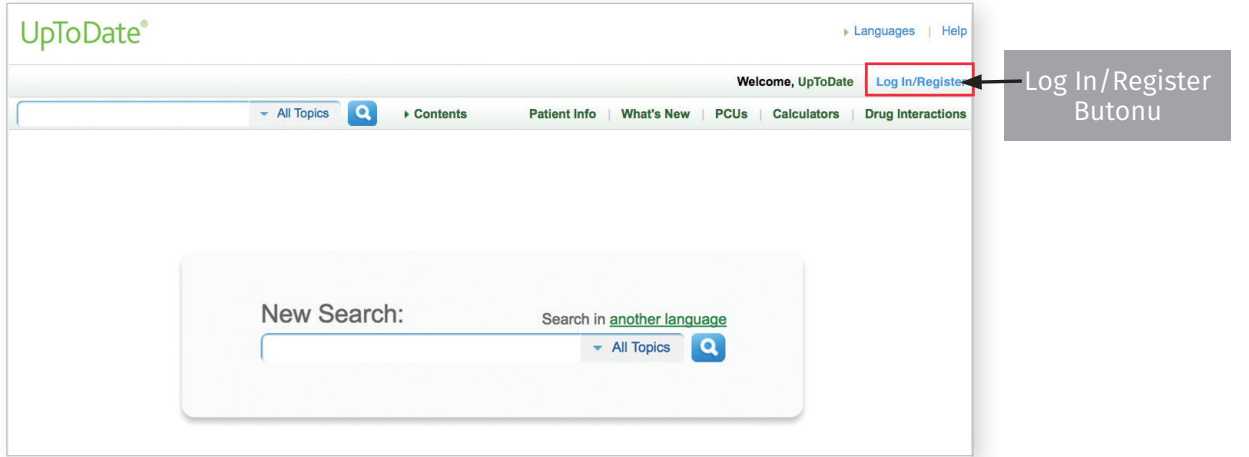 UpToDate®
Languages | Help
Welcome, UpToDate Log In/Register
All Topics Contents Patient Info | What's New | PCUs | Calculators | Drug Interactions
Log In/Register
Butonu
New Search:
Search in another language
All Topics